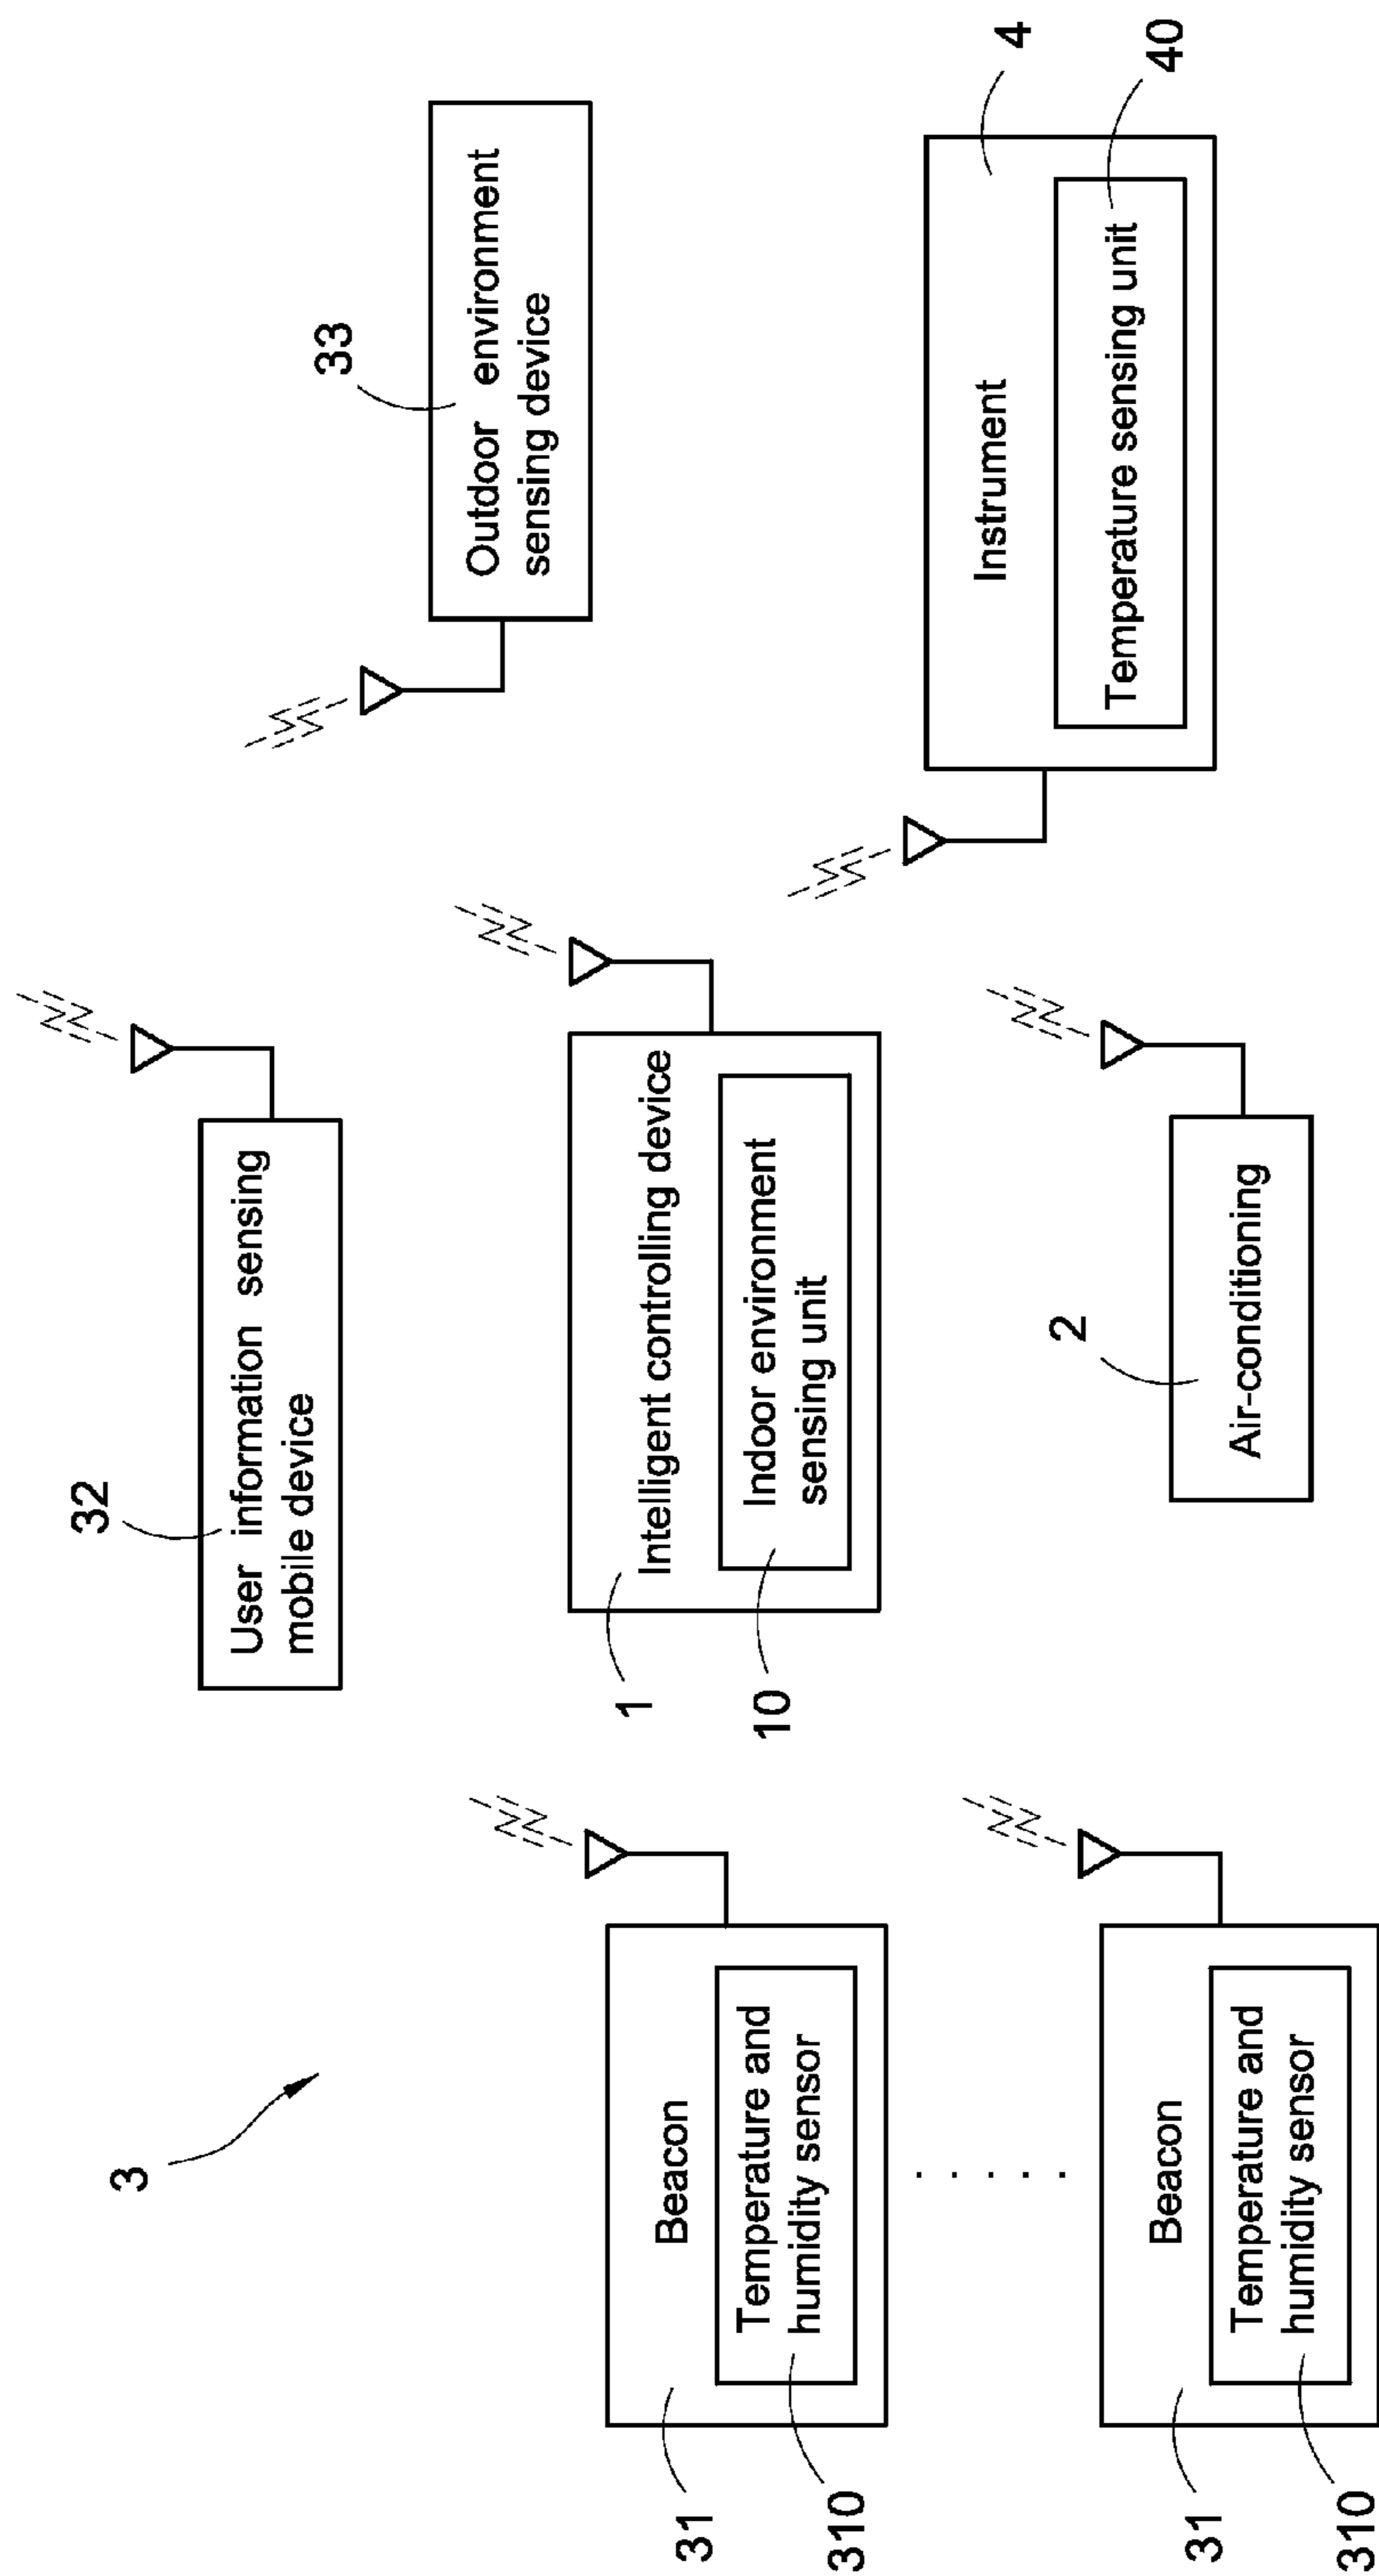 3
32
User information sensing
mobile device
33
Outdoor environment
sensing device
31
Beacon
310
Temperature and
humidity sensor
1
Intelligent controlling device
10
Indoor environment
sensing unit
4
Instrument
40
Temperature sensing unit
31
Beacon
310
Temperature and
humidity sensor
2
Air-conditioning